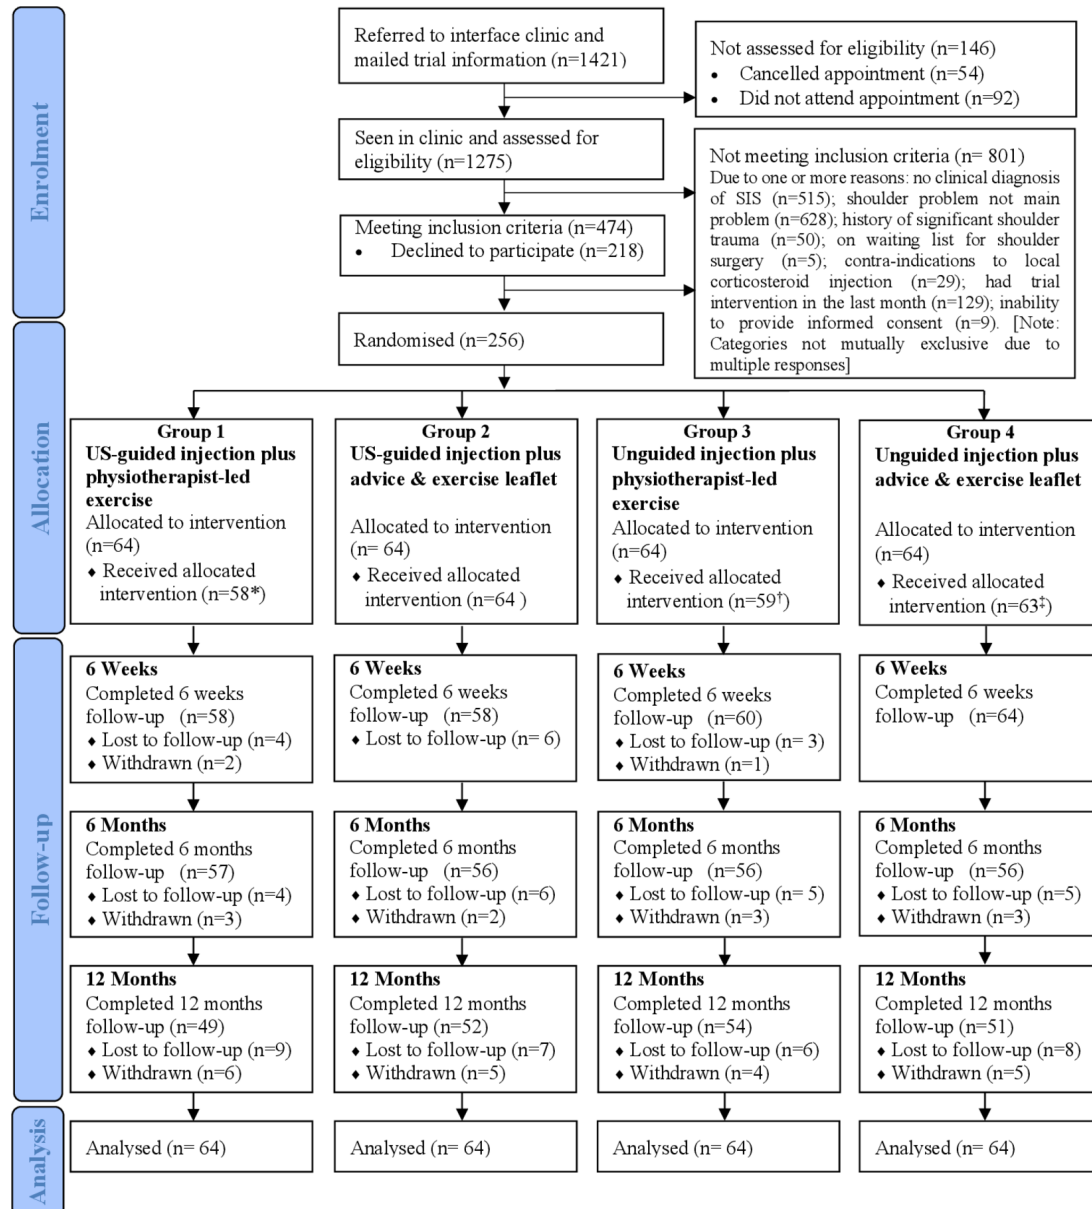 Enrolment
Referred to interface clinic and
mailed trial information (n=1421)
Not assessed for eligibility (n=146)
• Cancelled appointment (n=54)
• Did not attend appointment (n=92)
Seen in clinic and assessed for
eligibility (n=1275)
Not meeting inclusion criteria (n= 801)
Due to one or more reasons: no clinical diagnosis
of SIS (n=515); shoulder problem not main
problem (n=628); history of significant shoulder
trauma (n=50); on waiting list for shoulder
surgery (n=5); contra-indications to local
corticosteroid injection (n=29); had trial
intervention in the last month (n=129); inability
to provide informed consent (n=9). [Note:
Categories not mutually exclusive due to
multiple responses]
Meeting inclusion criteria (n=474)
• Declined to participate (n=218)
Randomised (n=256)
Allocation
Group 1
US-guided injection plus
physiotherapist-led
exercise
Allocated to intervention
(n=64)
♦ Received allocated
intervention (n=58*)
Group 2
US-guided injection plus
advice & exercise leaflet
Allocated to intervention
(n= 64)
♦ Received allocated
intervention (n=64 )
Group 3
Unguided injection plus
physiotherapist-led
exercise
Allocated to intervention
(n=64)
♦ Received allocated
intervention (n=59†)
Group 4
Unguided injection plus
advice & exercise leaflet
Allocated to intervention
(n=64)
♦ Received allocated
intervention (n=63‡)
Follow-up
6 Weeks
Completed 6 weeks
follow-up (n=58)
♦ Lost to follow-up (n=4)
♦ Withdrawn (n=2)
6 Weeks
Completed 6 weeks
follow-up (n=58)
♦ Lost to follow-up (n= 6)
6 Weeks
Completed 6 weeks
follow-up (n=60)
♦ Lost to follow-up (n= 3)
♦ Withdrawn (n=1)
6 Weeks
Completed 6 weeks
follow-up (n=64)
6 Months
Completed 6 months
follow-up (n=57)
♦ Lost to follow-up (n=4)
♦ Withdrawn (n=3)
6 Months
Completed 6 months
follow-up (n=56)
♦ Lost to follow-up (n=6)
♦ Withdrawn (n=2)
6 Months
Completed 6 months
follow-up (n=56)
♦ Lost to follow-up (n= 5)
♦ Withdrawn (n=3)
6 Months
Completed 6 months
follow-up (n=56)
♦ Lost to follow-up (n=5)
♦ Withdrawn (n=3)
12 Months
Completed 12 months
follow-up (n=49)
♦ Lost to follow-up (n=9)
♦ Withdrawn (n=6)
12 Months
Completed 12 months
follow-up (n=52)
♦ Lost to follow-up (n=7)
♦ Withdrawn (n=5)
12 Months
Completed 12 months
follow-up (n=54)
♦ Lost to follow-up (n=6)
♦ Withdrawn (n=4)
12 Months
Completed 12 months
follow-up (n=51)
♦ Lost to follow-up (n=8)
♦ Withdrawn (n=5)
Analysis
Analysed (n= 64)
Analysed (n= 64)
Analysed (n= 64)
Analysed (n= 64)